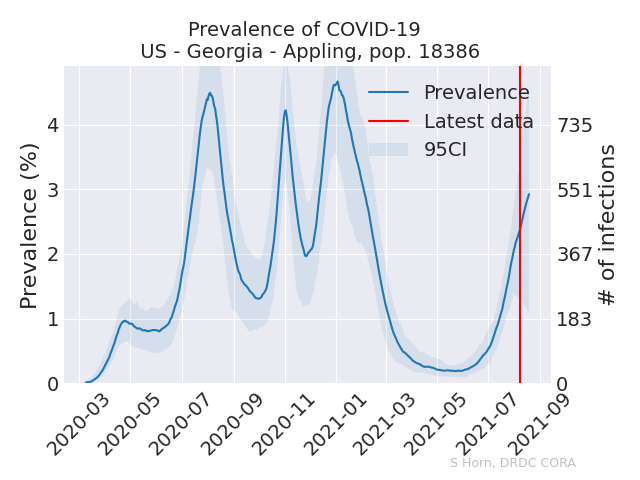 Prevalence of COVID-19
US - Georgia - Appling, pop. 18386
Prevalence
Latest data
95CI
Prevalence (%)
4
3
2
1
0
735
551
367
183
0
# of infections
2020-03
2020-05
2020-07
2020-09
2020-11
2021-01
2021-03
2021-05
2021-07
2021-09
S Horn, DRDC CORA